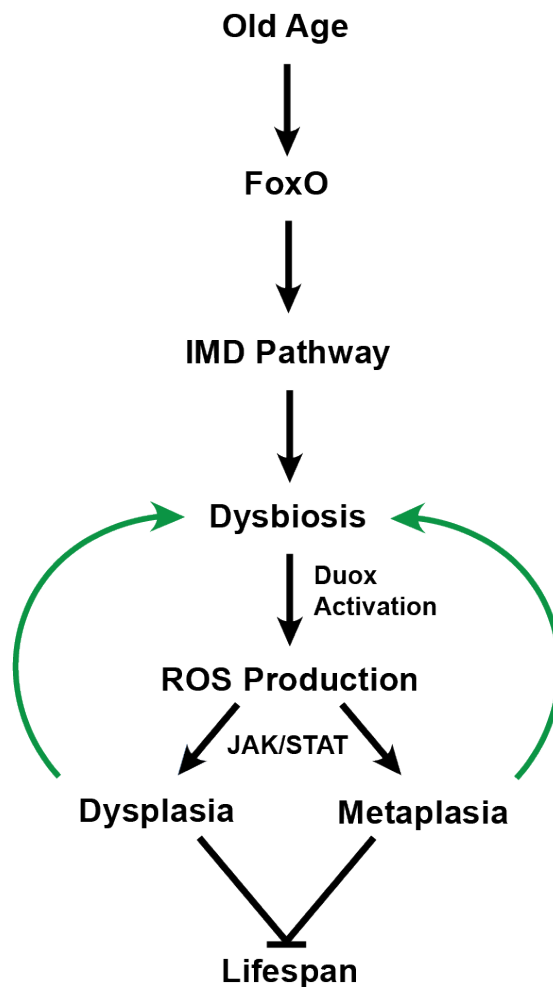 Old Age
FoxO
IMD Pathway
Dysbiosis
Duox
Activation
ROS Production
JAK/STAT
Dysplasia
Metaplasia
Lifespan